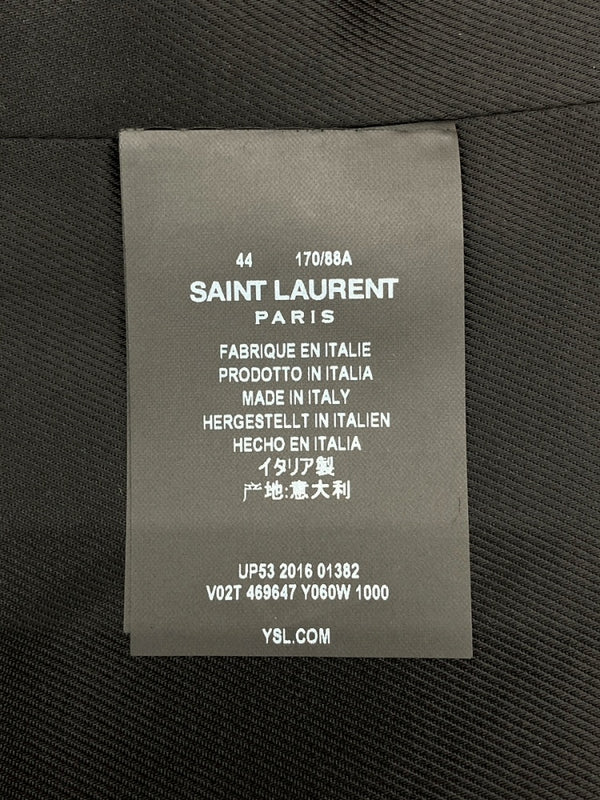 44 170/88A
SAINT LAURENT
PARIS
FABRIQUE EN ITALIE
PRODOTTO IN ITALIA
MADE IN ITALY
HERGESTELLT IN ITALIEN
HECHO EN ITALIA
イタリア製
产地:意大利
UP53 2016 01382
V02T 469647 Y060W 1000
YSL.COM